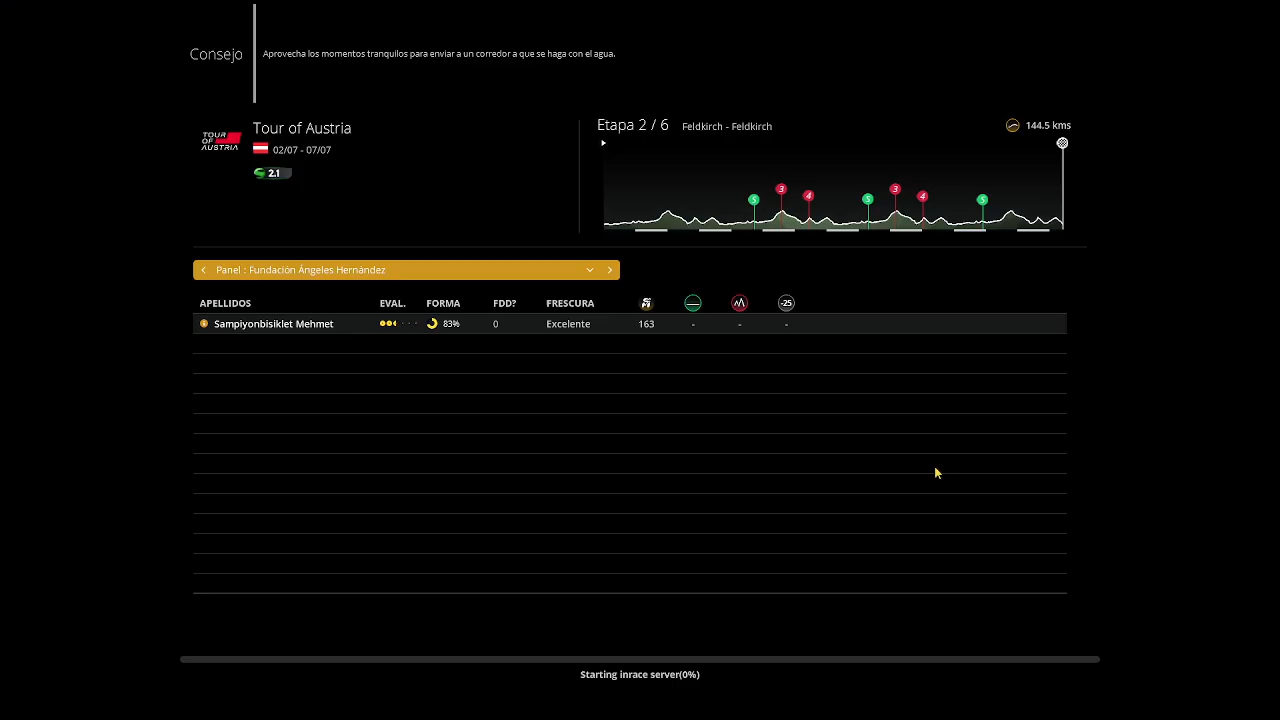 Consejo
Aprovecha los momentos tranquilos para enviar a un corredor a que se haga con el agua.
TOUR OF AUSTRIA
Tour of Austria
02/07 - 07/07
2.1
Etapa 2 / 6 Feldkirch - Feldkirch 144.5 kms
S 3 4 S 3 4 S
Panel : Fundación Ángeles Hernández
APELLIDOS EVAL. FORMA FDD? FRESCURA -25
Sampiyonbisiklet Mehmet 83% 0 Excelente 163 - - -
Starting inrace server(0%)